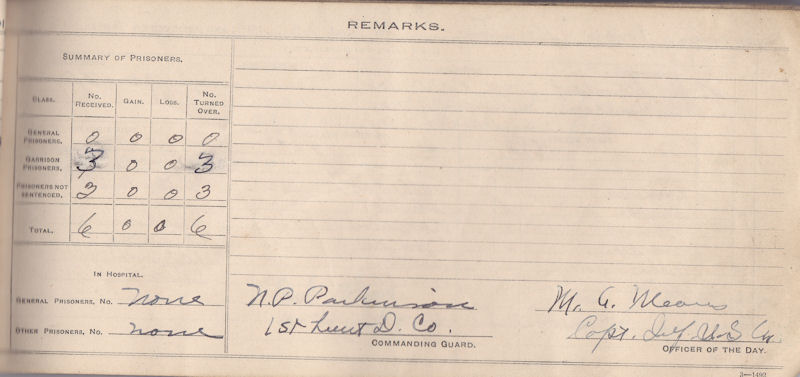 REMARKS.
SUMMARY OF PRISONERS.
CLASS. No. RECEIVED. GAIN. LOSS. No. TURNED OVER.
GENERAL PRISONERS. 0 0 0 0
GARRISON PRISONERS. 3 0 0 3
PRISONERS NOT SENTENCED. 3 0 0 3
TOTAL. 6 0 0 6
IN HOSPITAL.
GENERAL PRISONERS, No. none
OTHER PRISONERS, No. none
N.P. Parkinson
1st Lieut D. Co.
COMMANDING GUARD.
M. G.
Capt. U.S.
OFFICER OF THE DAY.
3—1492